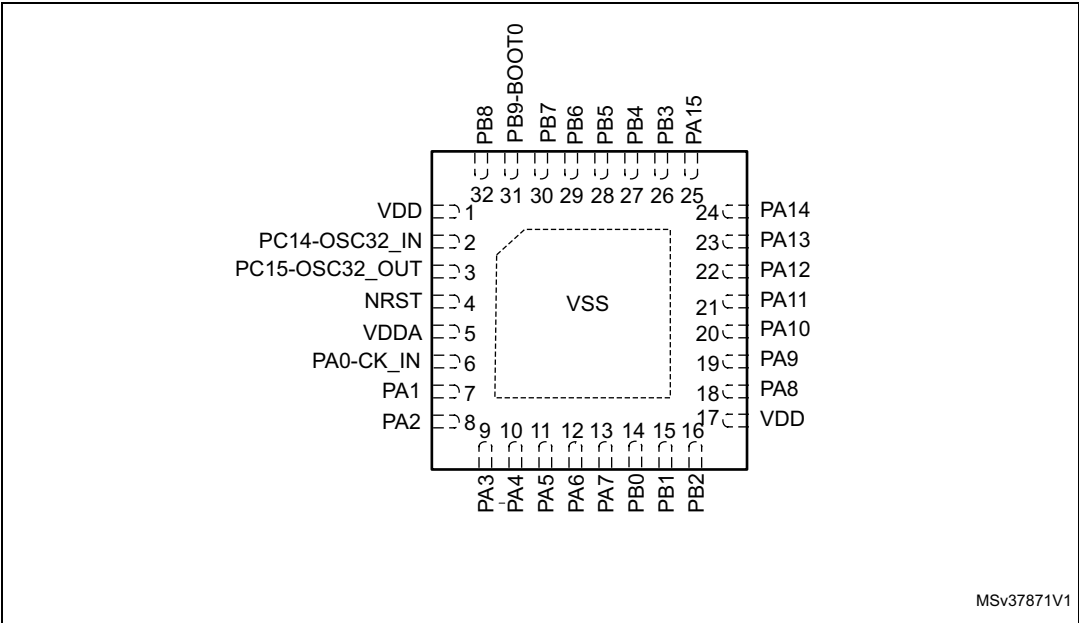 PB8
PB9-BOOT0
PB7
PB6
PB5
PB4
PB3
PA15
32 31 30 29 28 27 26 25
VDD 1
PC14-OSC32_IN 2
PC15-OSC32_OUT 3
NRST 4
VDDA 5
PA0-CK_IN 6
PA1 7
PA2 8
VSS
24 PA14
23 PA13
22 PA12
21 PA11
20 PA10
19 PA9
18 PA8
17 VDD
9 10 11 12 13 14 15 16
PA3
PA4
PA5
PA6
PA7
PB0
PB1
PB2
MSv37871V1